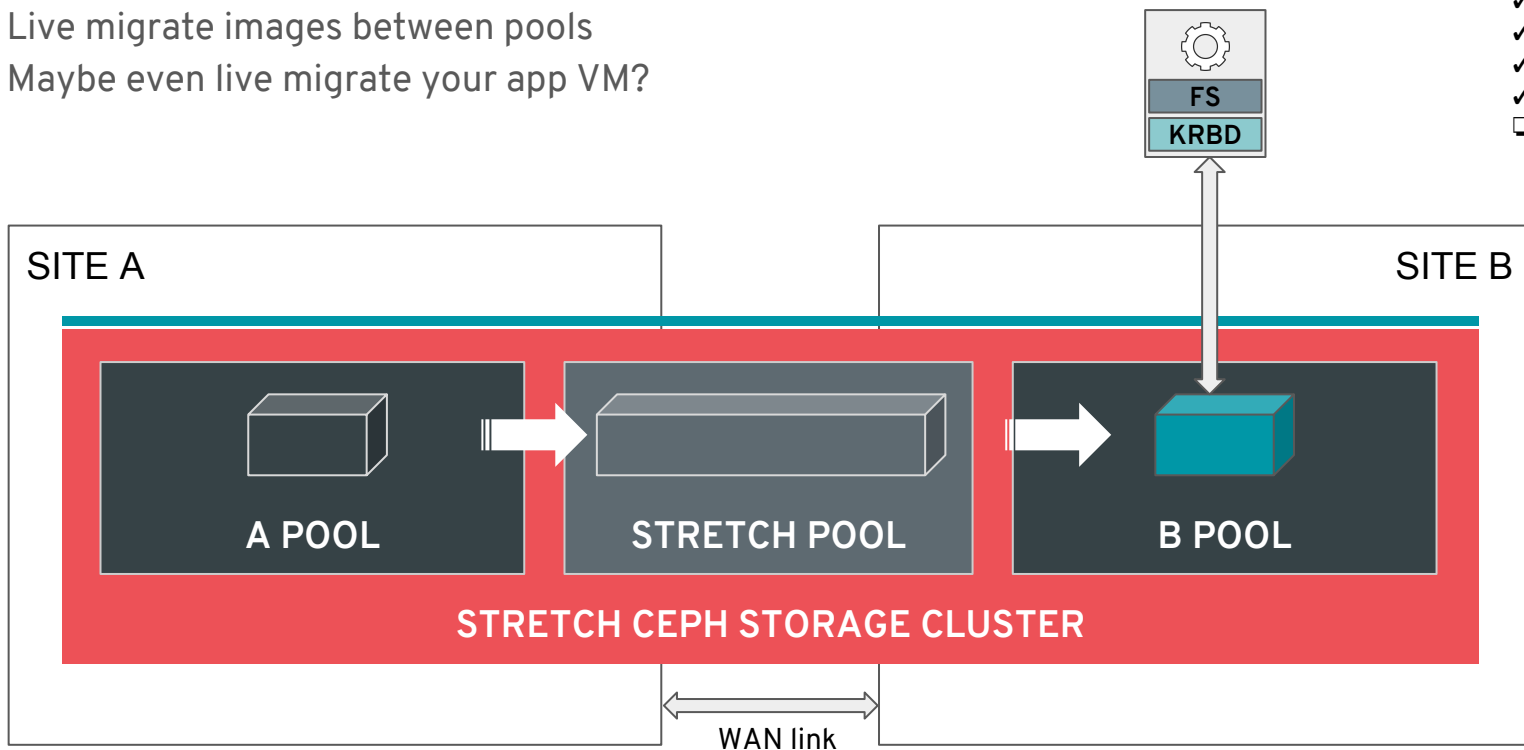 Live migrate images between pools
Maybe even live migrate your app VM?
✓
✓
✓
✓
❏
FS
KRBD
SITE A
SITE B
A POOL
STRETCH POOL
B POOL
STRETCH CEPH STORAGE CLUSTER
WAN link